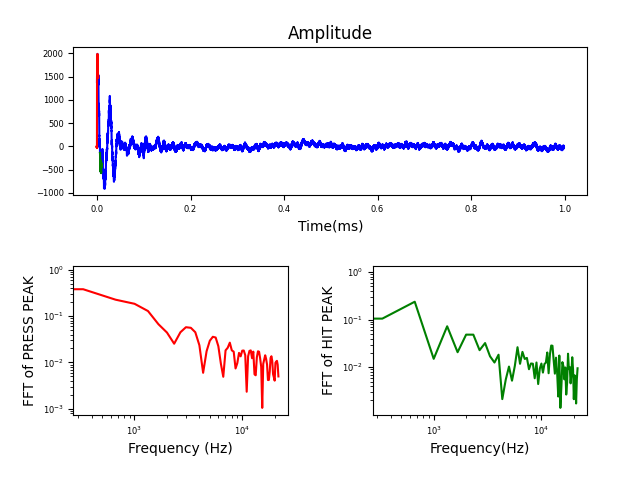 Amplitude
2000
1500
1000
500
0
−500
−1000
0.0 0.2 0.4 0.6 0.8 1.0
Time(ms)
FFT of PRESS PEAK
10⁰
10⁻¹
10⁻²
10⁻³
10³ 10⁴
Frequency (Hz)
FFT of HIT PEAK
10⁰
10⁻¹
10⁻²
10³ 10⁴
Frequency(Hz)